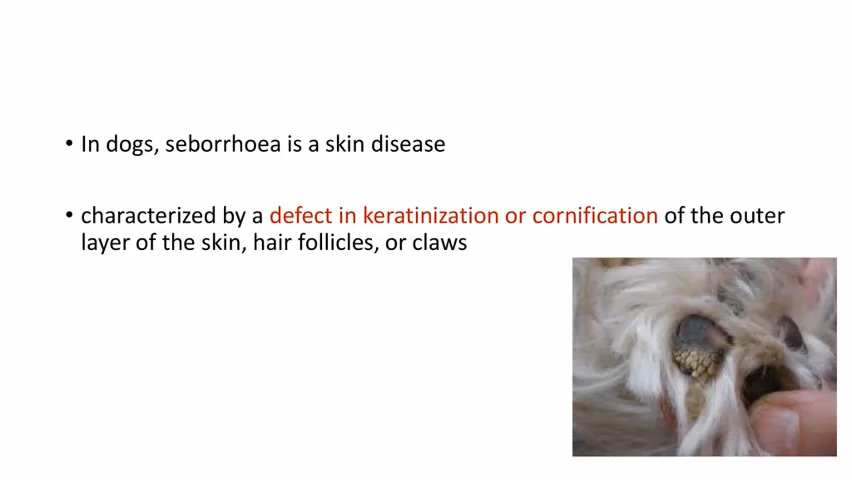 • In dogs, seborrhoea is a skin disease
• characterized by a defect in keratinization or cornification of the outer
layer of the skin, hair follicles, or claws